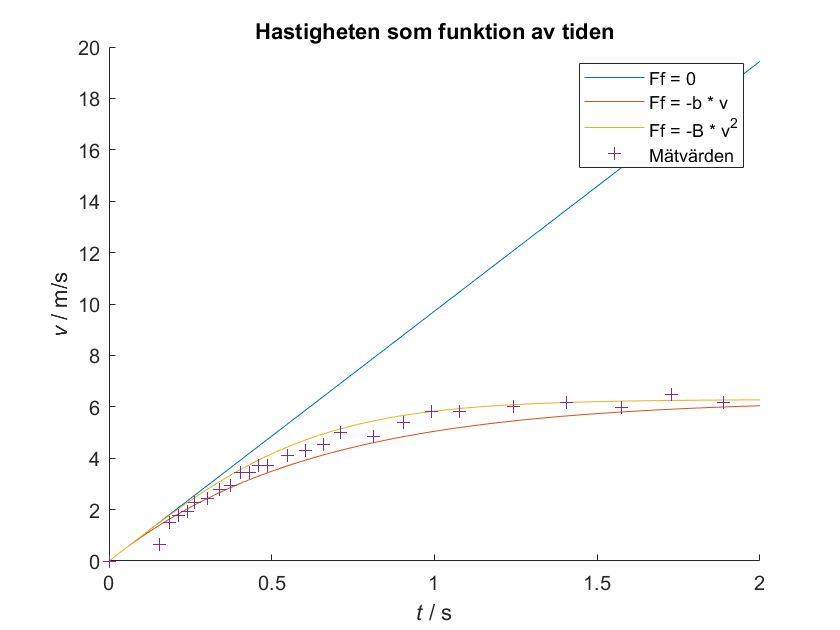 Hastigheten som funktion av tiden
20
18
16
14
12
10
8
6
4
2
0
v / m/s
Ff = 0
Ff = -b * v
Ff = -B * v²
Mätvärden
0 0.5 1 1.5 2
t / s